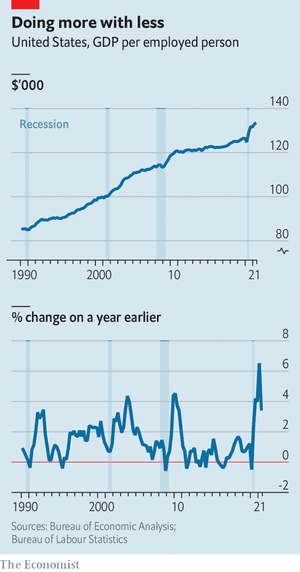 Doing more with less
United States, GDP per employed person
$'000
140
Recession
120
100
80
1990 2000 10 21
% change on a year earlier
8
6
4
2
0
2
1990 2000 10 21
Sources: Bureau of Economic Analysis;
Bureau of Labour Statistics
The Economist